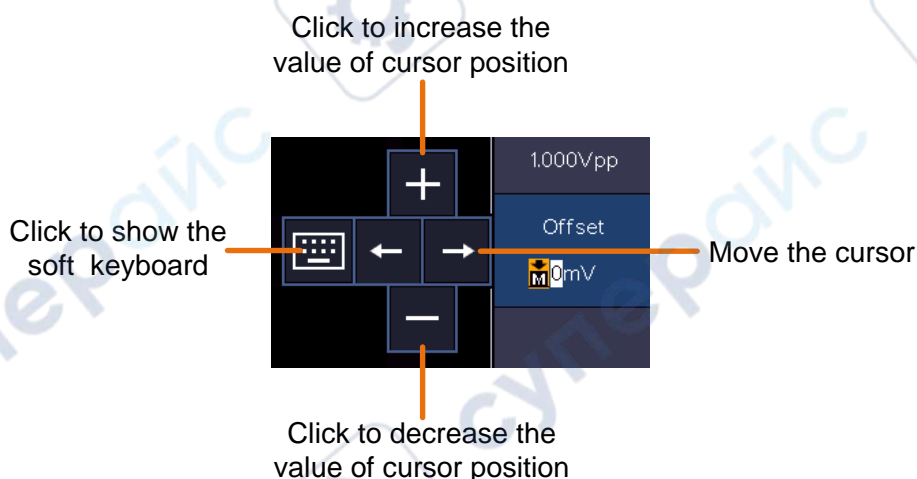 Click to increase the
value of cursor position
1.000Vpp
+
Offset
Click to show the
soft keyboard
← →
Move the cursor
M 0mV
—
Click to decrease the
value of cursor position
суперайс